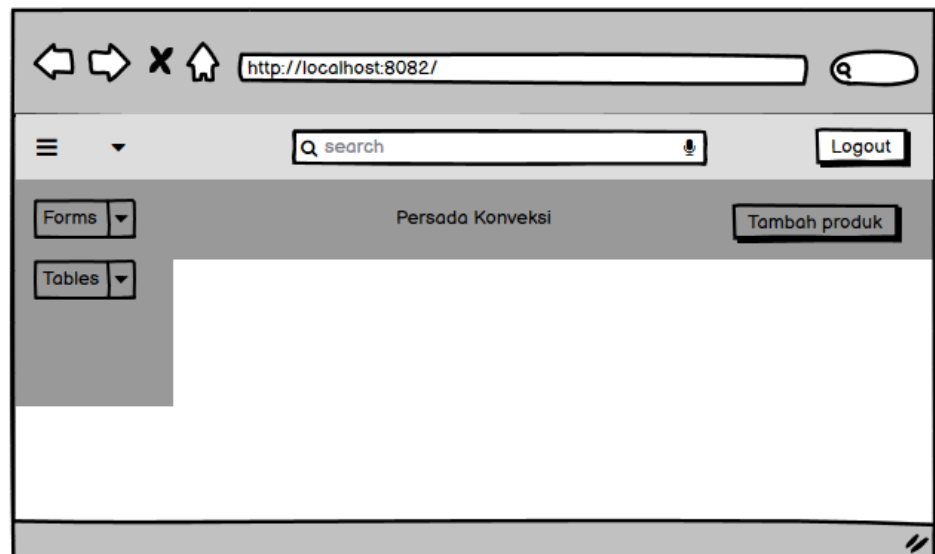 http://localhost:8082/
search
Logout
Forms
Persada Konveksi
Tambah produk
Tables